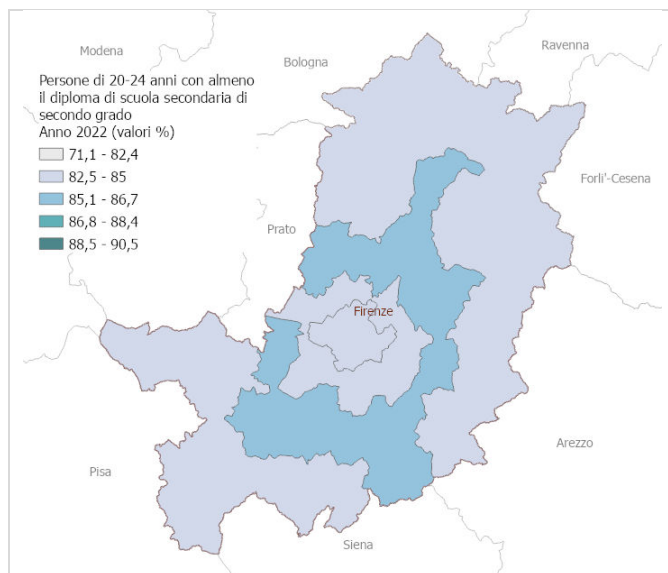 Modena
Bologna
Ravenna
Persone di 20-24 anni con almeno
il diploma di scuola secondaria di
secondo grado
Anno 2022 (valori %)
71,1 - 82,4
82,5 - 85
85,1 - 86,7
86,8 - 88,4
88,5 - 90,5
Forli'-Cesena
Prato
Firenze
Arezzo
Pisa
Siena